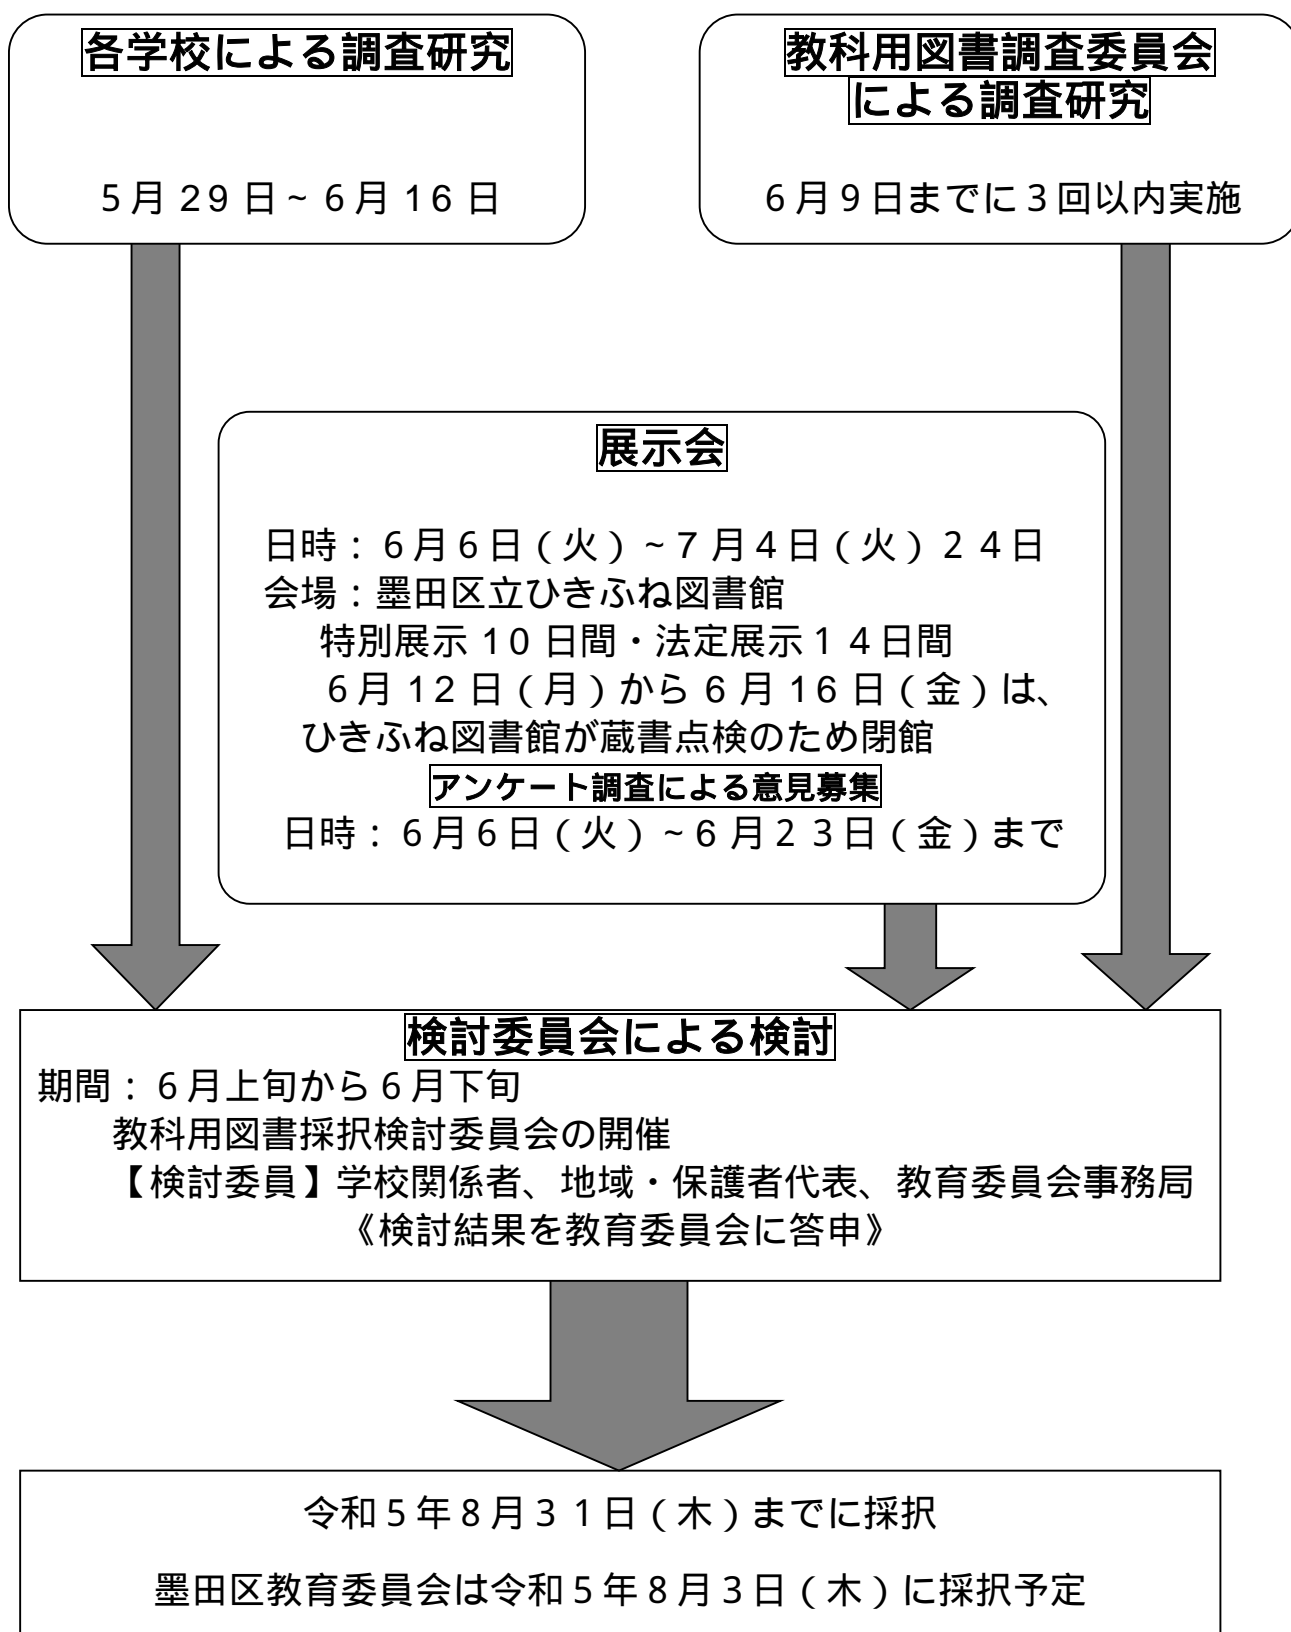 各学校による調査研究
5月29日~6月16日
教科用図書調査委員会
による調査研究
6月9日までに3回以内実施
展示会
日時:6月6日(火)~7月4日(火)24日
会場:墨田区立ひきふね図書館
特別展示10日間・法定展示14日間
6月12日(月)から6月16日(金)は、
ひきふね図書館が蔵書点検のため閉館
アンケート調査による意見募集
日時:6月6日(火)~6月23日(金)まで
検討委員会による検討
期間:6月上旬から6月下旬
教科用図書採択検討委員会の開催
【検討委員】学校関係者、地域・保護者代表、教育委員会事務局
《検討結果を教育委員会に答申》
令和5年8月31日(木)までに採択
墨田区教育委員会は令和5年8月3日(木)に採択予定